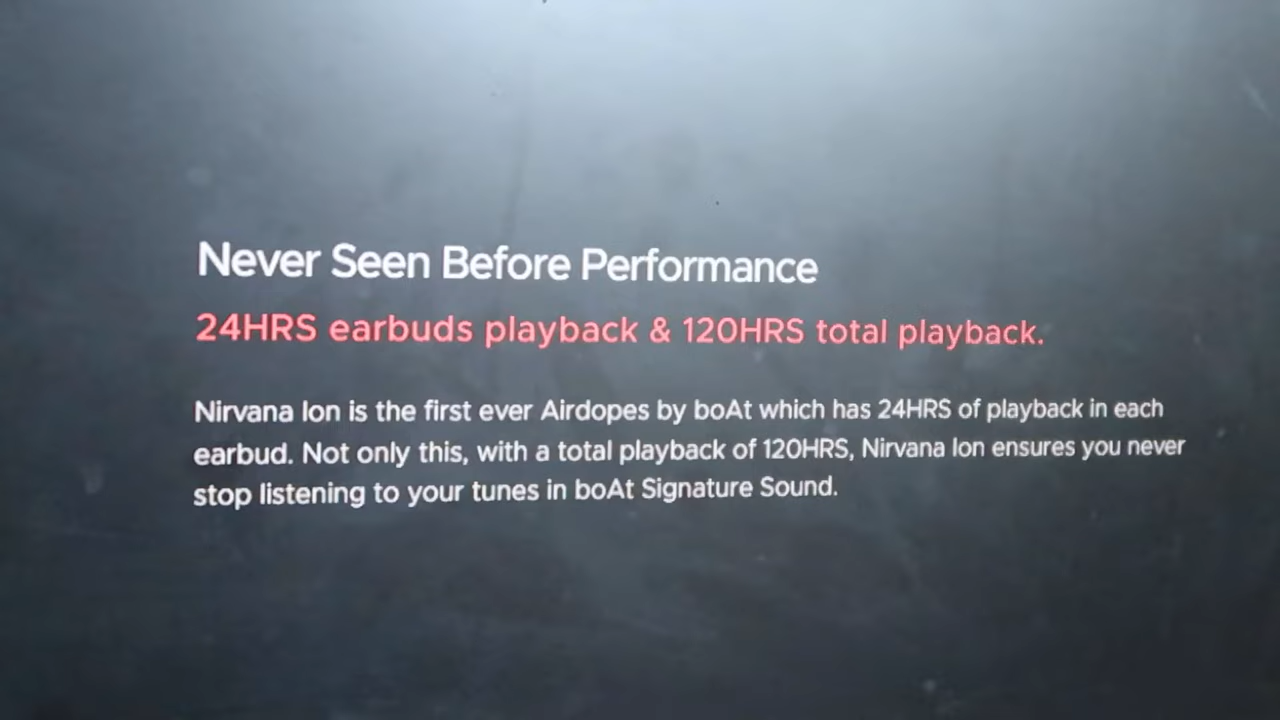 Never Seen Before Performance
24HRS earbuds playback & 120HRS total playback.
Nirvana Ion is the first ever Airdopes by boAt which has 24HRS of playback in each
earbud. Not only this, with a total playback of 120HRS, Nirvana Ion ensures you never
stop listening to your tunes in boAt Signature Sound.